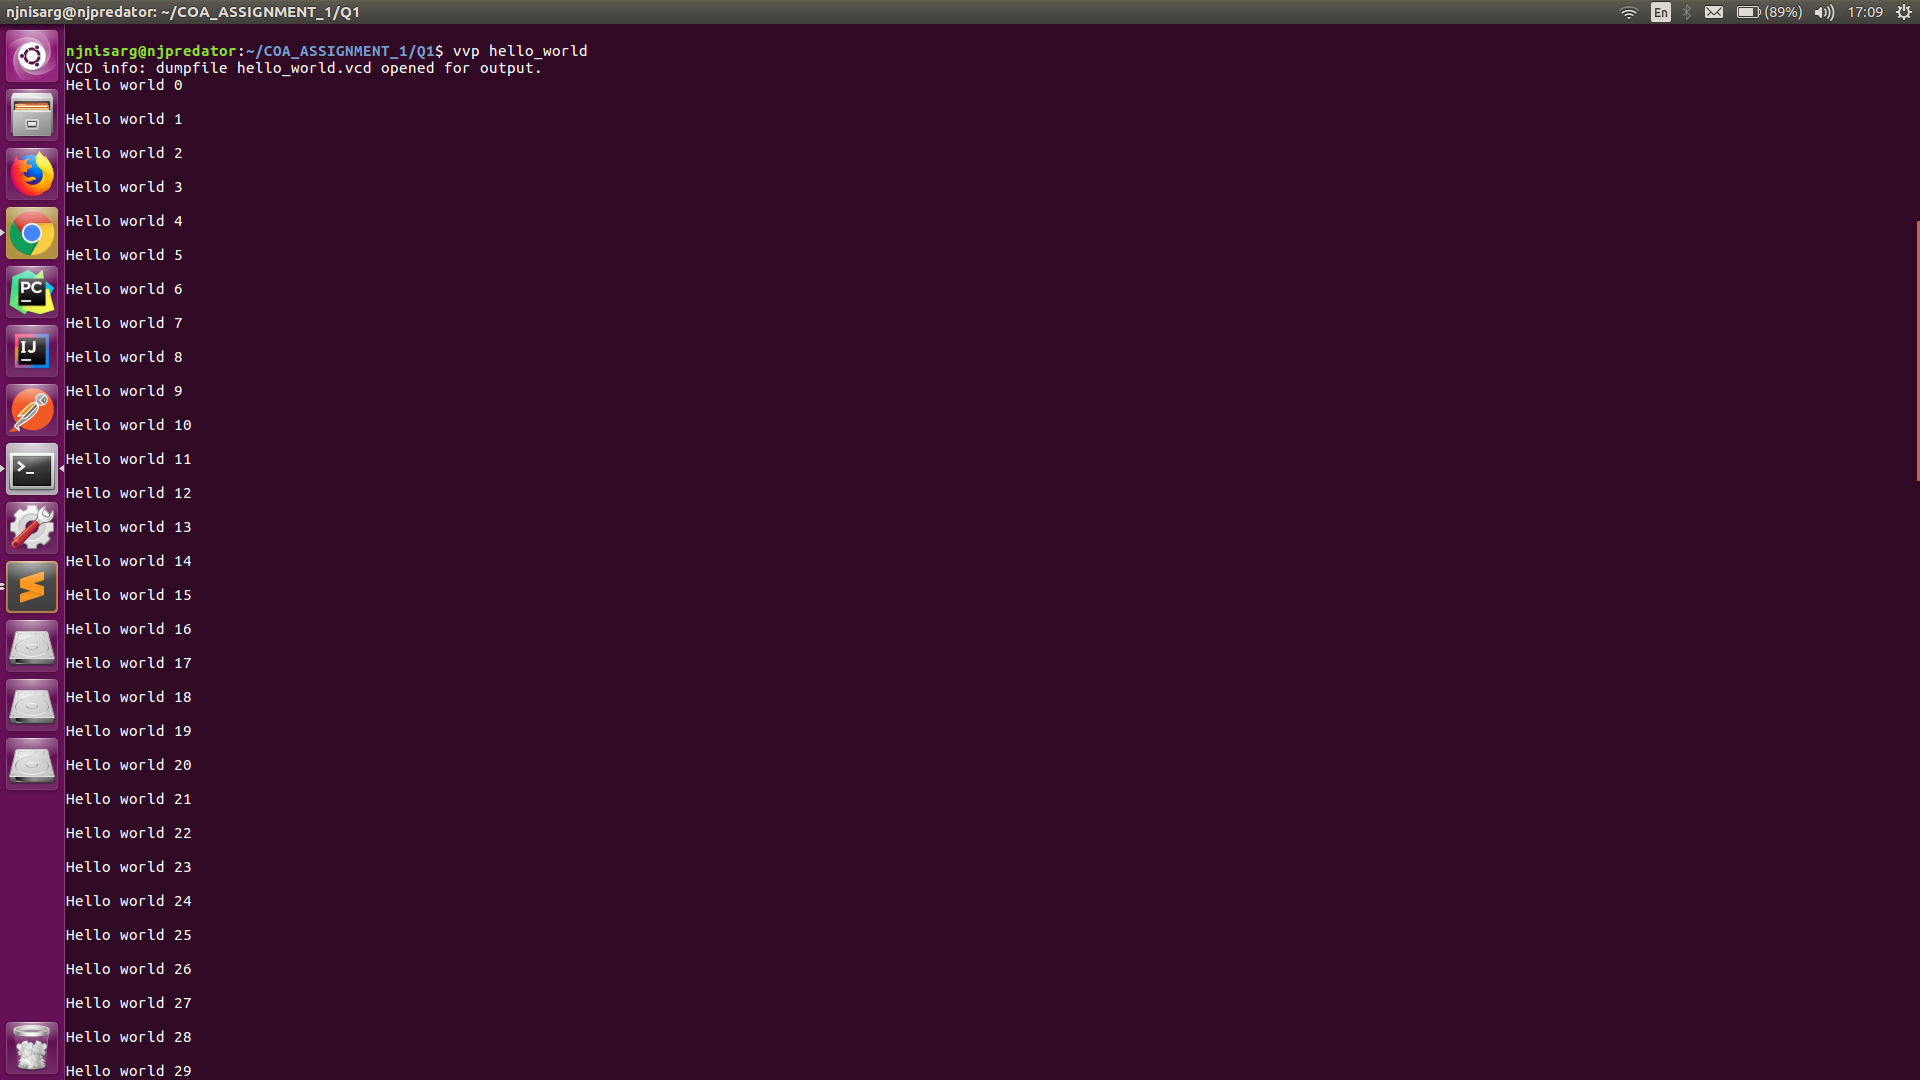 njnisarg@njpredator: ~/COA_ASSIGNMENT_1/Q1
En
(89%)
17:09
njnisarg@njpredator:~/COA_ASSIGNMENT_1/Q1$ vvp hello_world
VCD info: dumpfile hello_world.vcd opened for output.
Hello world 0
Hello world 1
Hello world 2
Hello world 3
Hello world 4
Hello world 5
Hello world 6
Hello world 7
Hello world 8
Hello world 9
Hello world 10
Hello world 11
Hello world 12
Hello world 13
Hello world 14
Hello world 15
Hello world 16
Hello world 17
Hello world 18
Hello world 19
Hello world 20
Hello world 21
Hello world 22
Hello world 23
Hello world 24
Hello world 25
Hello world 26
Hello world 27
Hello world 28
Hello world 29
PC
IJ
>_